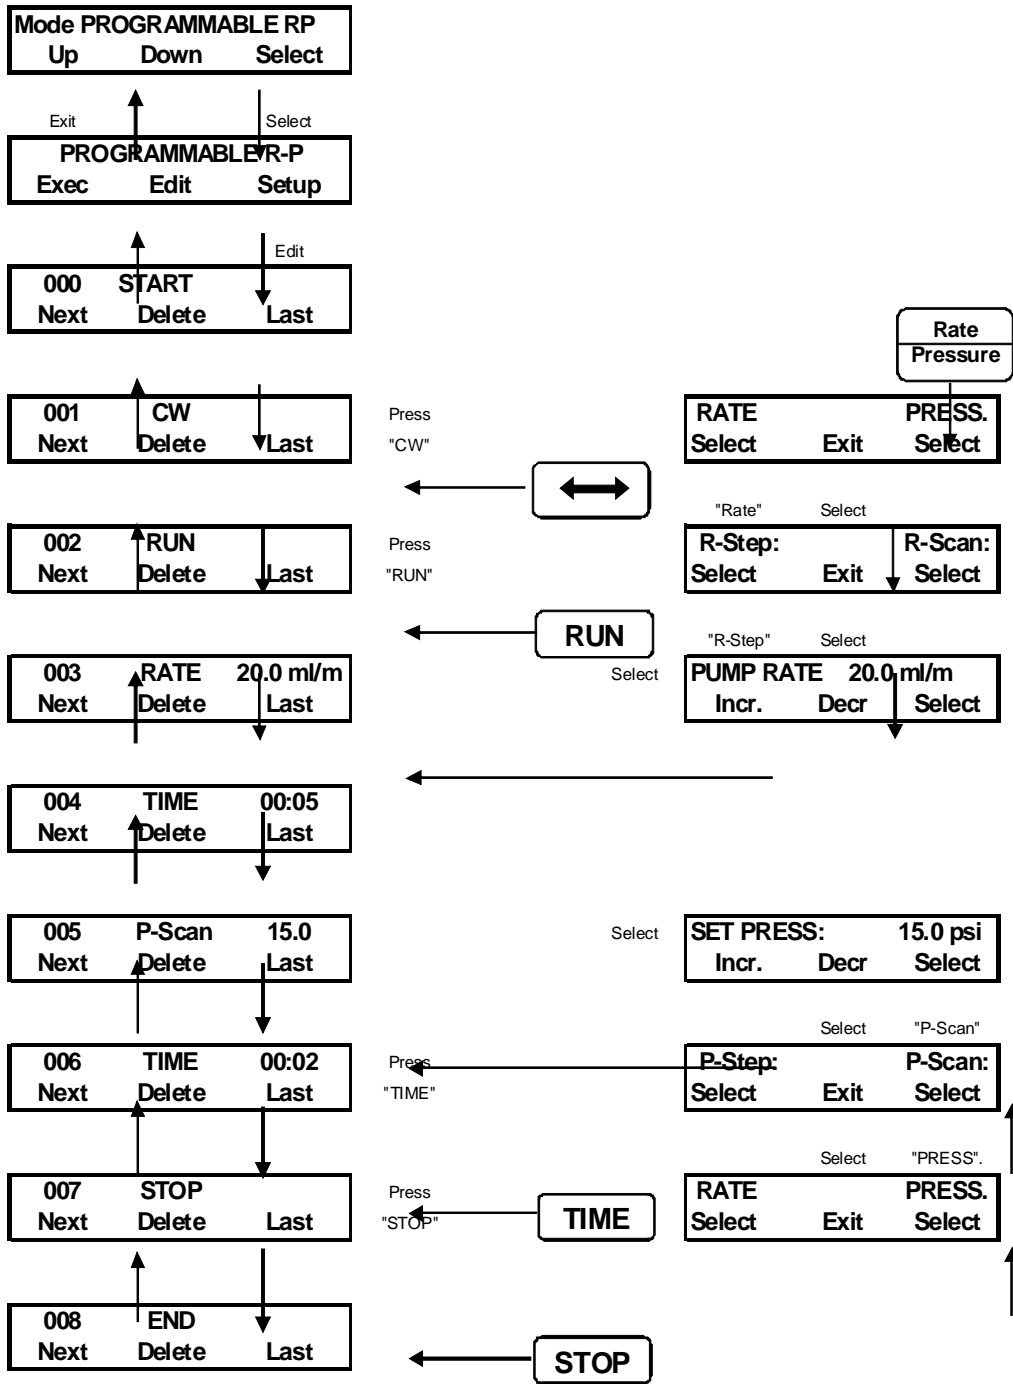 Mode PROGRAMMABLE RP
Up Down Select
Exit Select
PROGRAMMABLE R-P
Exec Edit Setup
Edit
000 START
Next Delete Last
Rate
Pressure
001 CW
Next Delete Last
Press
"CW"
RATE PRESS.
Select Exit Select
"Rate" Select
002 RUN
Next Delete Last
Press
"RUN"
R-Step: R-Scan:
Select Exit Select
RUN
"R-Step" Select
003 RATE 20.0 ml/m
Next Delete Last
Select
PUMP RATE 20.0 ml/m
Incr. Decr Select
004 TIME 00:05
Next Delete Last
005 P-Scan 15.0
Next Delete Last
Select
SET PRESS: 15.0 psi
Incr. Decr Select
Select "P-Scan"
006 TIME 00:02
Next Delete Last
Press
"TIME"
P-Step: P-Scan:
Select Exit Select
Select "PRESS".
007 STOP
Next Delete Last
Press
"STOP"
TIME
RATE PRESS.
Select Exit Select
008 END
Next Delete Last
STOP